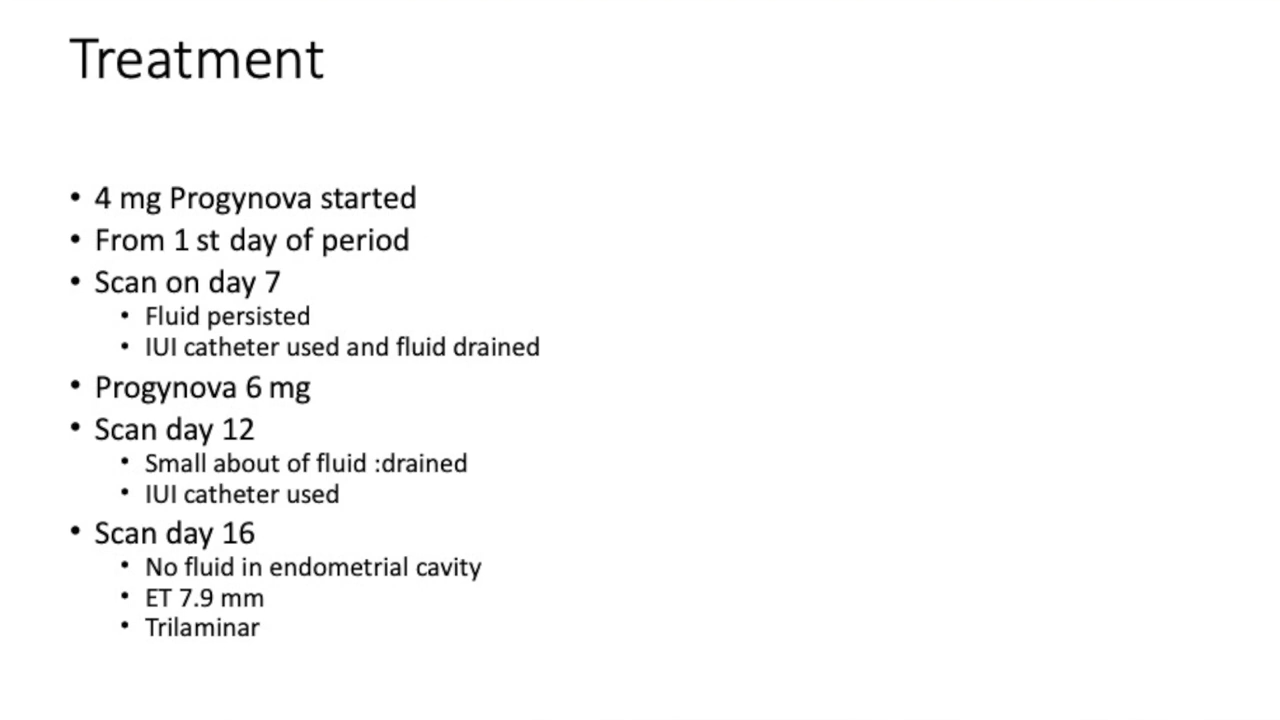 Treatment
• 4 mg Progynova started
• From 1 st day of period
• Scan on day 7
• Fluid persisted
• IUI catheter used and fluid drained
• Progynova 6 mg
• Scan day 12
• Small about of fluid :drained
• IUI catheter used
• Scan day 16
• No fluid in endometrial cavity
• ET 7.9 mm
• Trilaminar